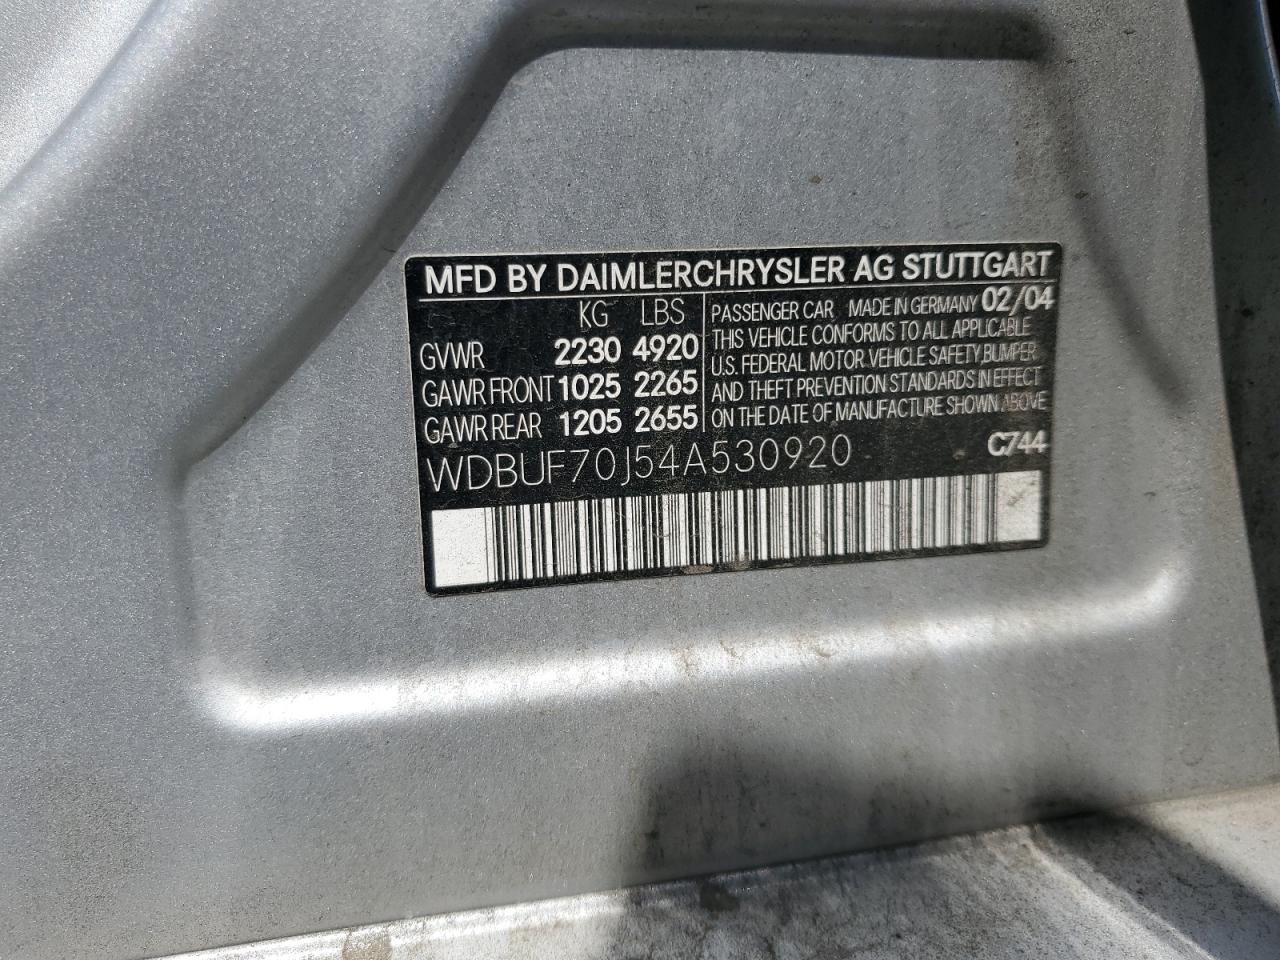 MFD BY DAIMLERCHRYSLER AG STUTTGART
KG LBS
GVWR 2230 4920
GAWR FRONT 1025 2265
GAWR REAR 1205 2655
PASSENGER CAR MADE IN GERMANY 02/04
THIS VEHICLE CONFORMS TO ALL APPLICABLE
U.S. FEDERAL MOTOR VEHICLE SAFETY, BUMPER
AND THEFT PREVENTION STANDARDS IN EFFECT
ON THE DATE OF MANUFACTURE SHOWN ABOVE
WDBUF70J54A530920
C744